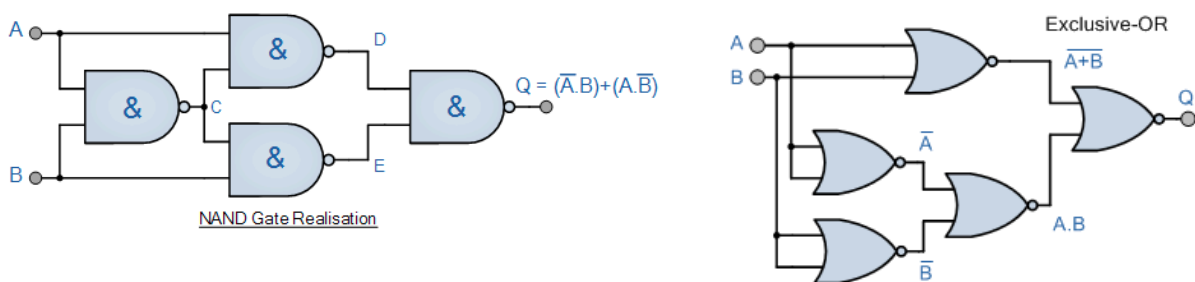 A
&
D
&
C
&
Q = (A̅.B)+(A.B̅)
&
E
B
NAND Gate Realisation
Exclusive-OR
A
B
A̅+̅B̅
Q
A̅
A.B
B̅